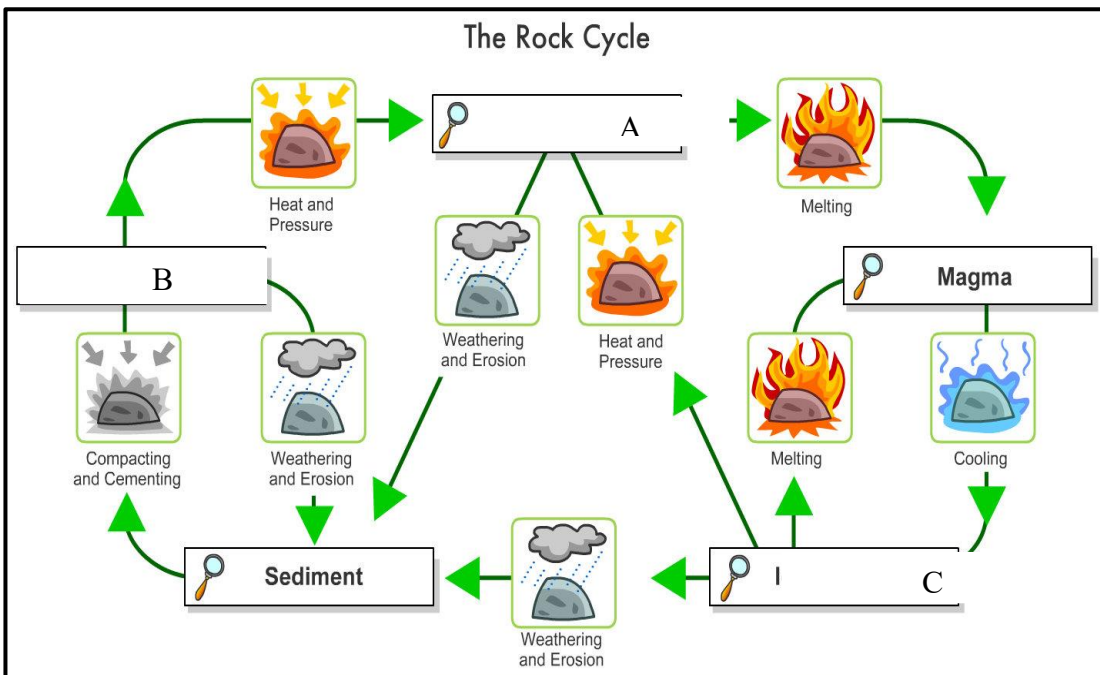 The Rock Cycle
A
Heat and
Pressure
Melting
B
Magma
Weathering
and Erosion
Heat and
Pressure
Compacting
and Cementing
Weathering
and Erosion
Melting
Cooling
Sediment
I
C
Weathering
and Erosion